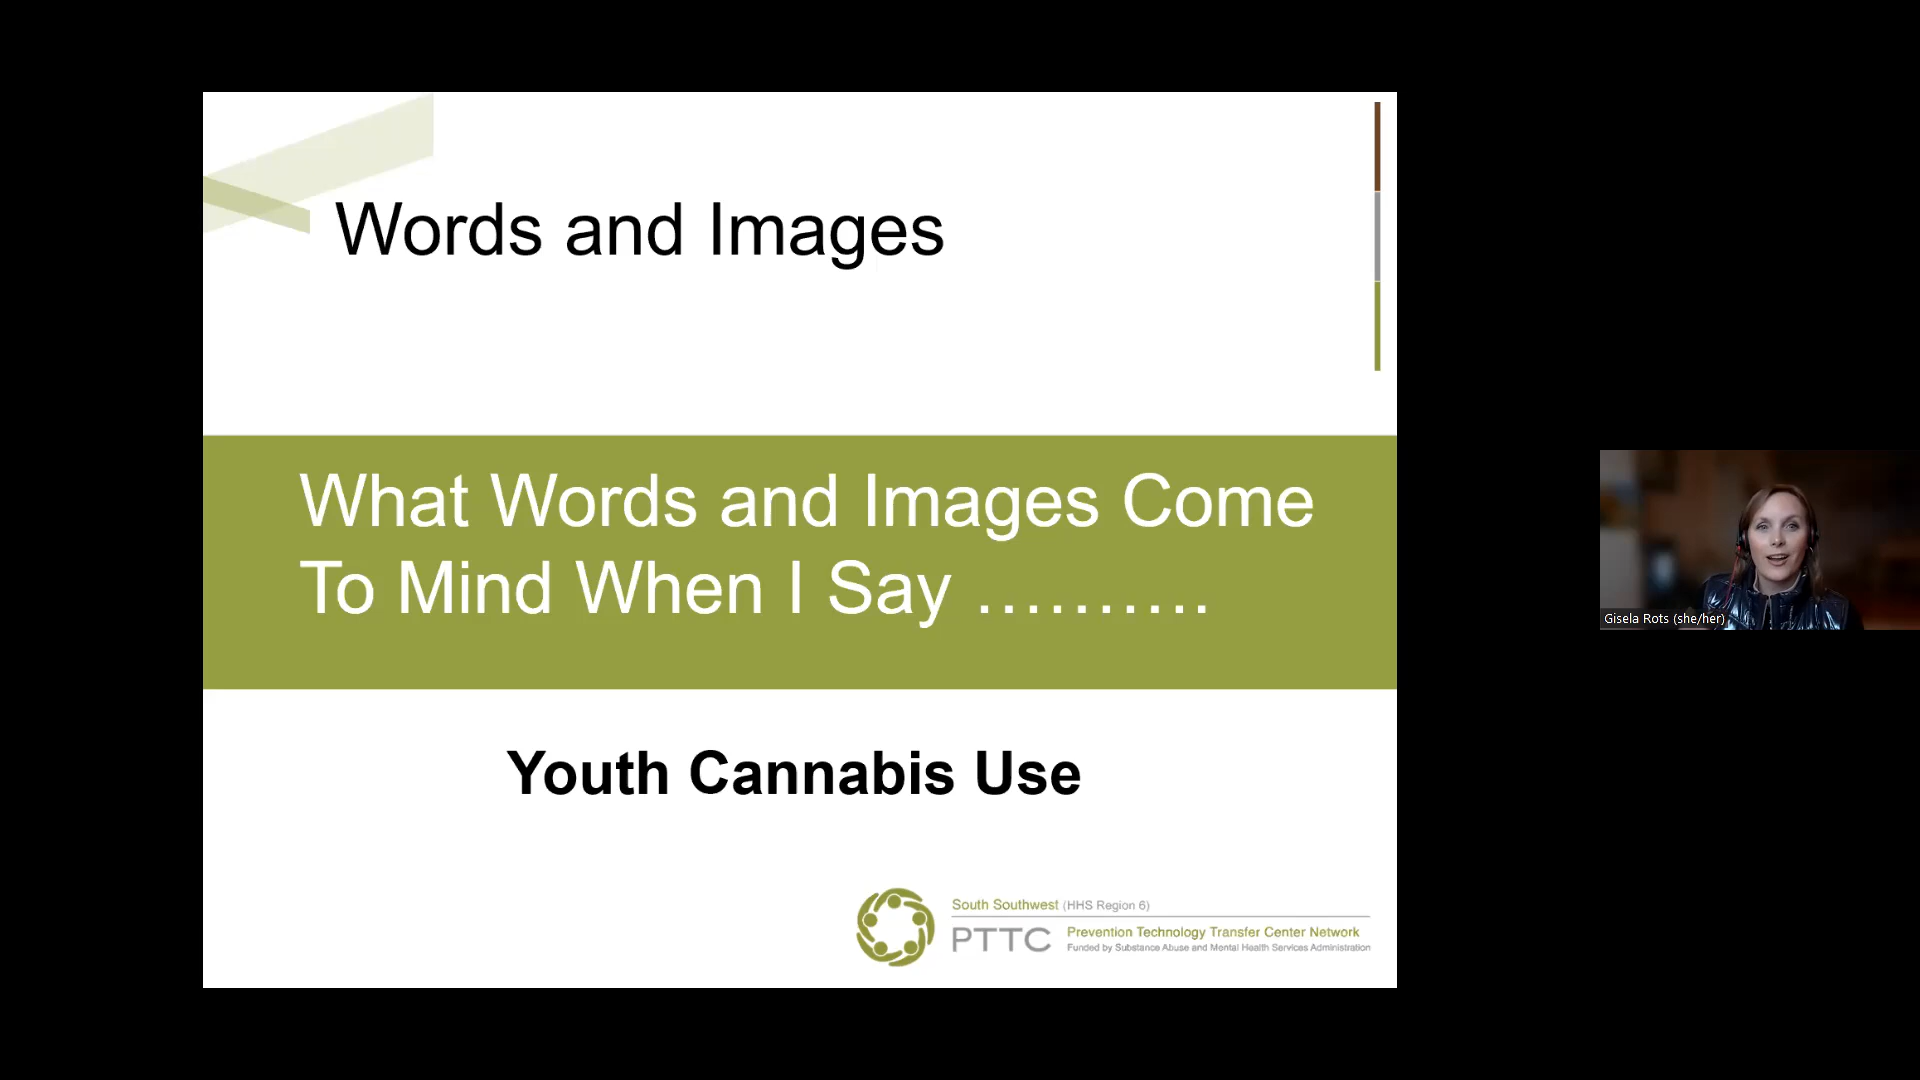 Words and Images
What Words and Images Come
To Mind When I Say ..........
Youth Cannabis Use
South Southwest (HHS Region 6)
PTTC
Prevention Technology Transfer Center Network
Funded by Substance Abuse and Mental Health Services Administration
Gisela Rots (she/her)